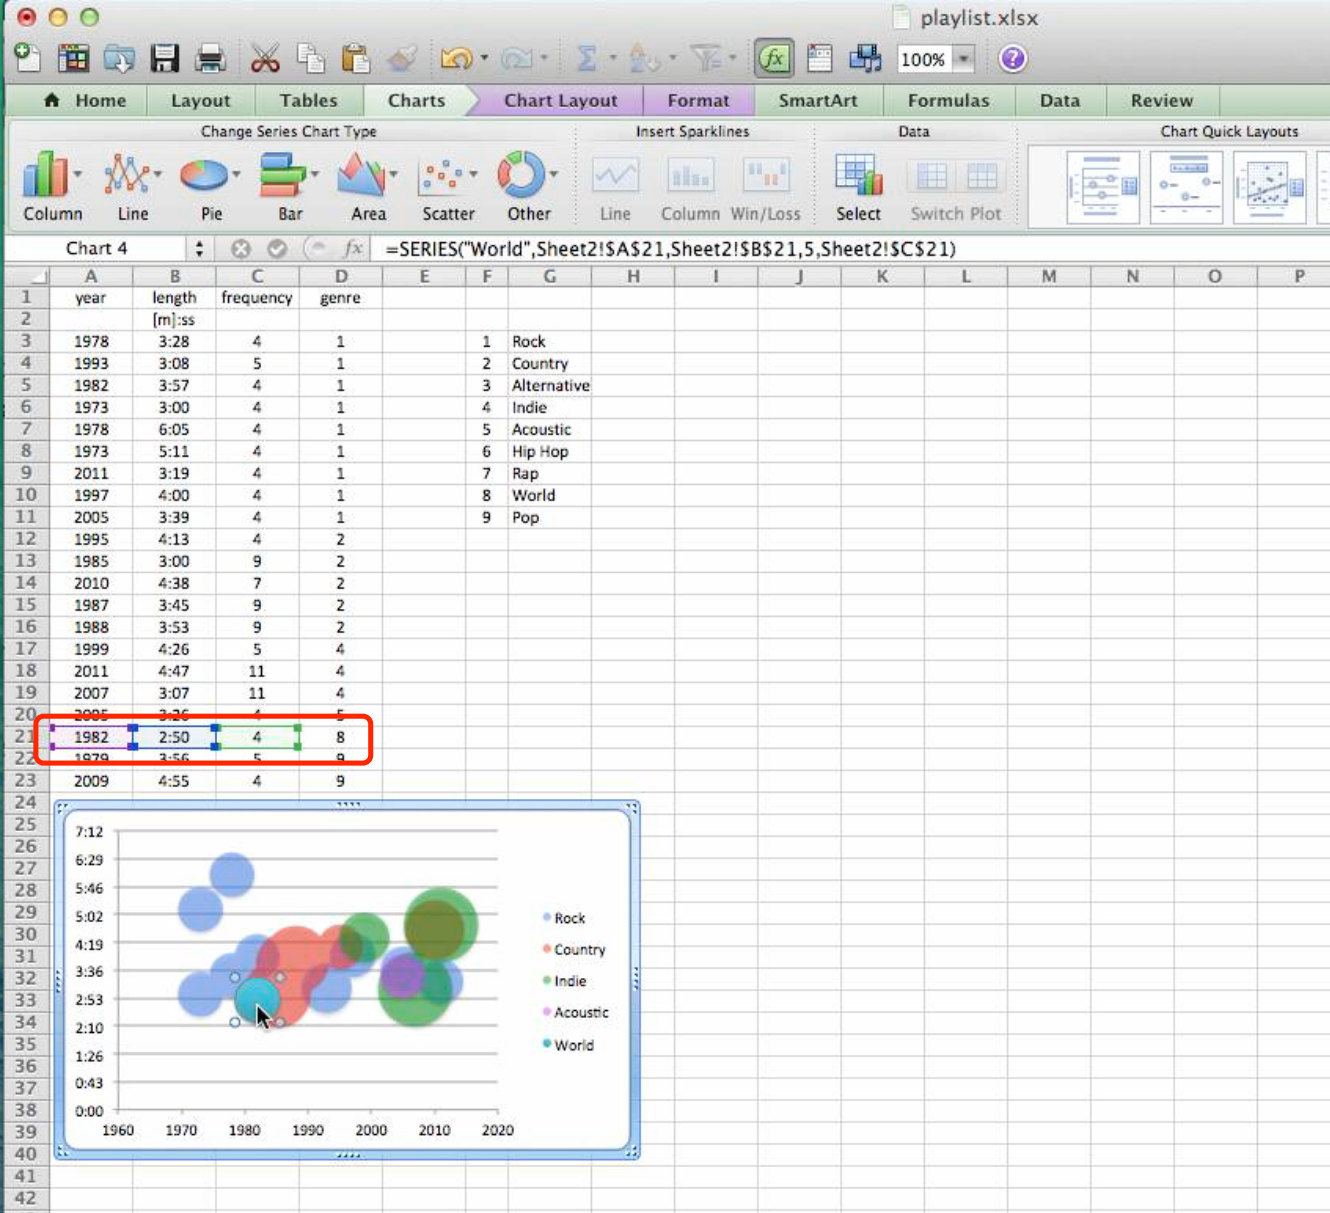 playlist.xlsx
100%
Home Layout Tables Charts Chart Layout Format SmartArt Formulas Data Review
Change Series Chart Type Insert Sparklines Data Chart Quick Layouts
Column Line Pie Bar Area Scatter Other Line Column Win/Loss Select Switch Plot
Chart 4 fx =SERIES("World",Sheet2!$A$21,Sheet2!$B$21,5,Sheet2!$C$21)
A B C D E F G H I J K L M N O P
1 year length frequency genre
2 [m]:ss
3 1978 3:28 4 1 1 Rock
4 1993 3:08 5 1 2 Country
5 1982 3:57 4 1 3 Alternative
6 1973 3:00 4 1 4 Indie
7 1978 6:05 4 1 5 Acoustic
8 1973 5:11 4 1 6 Hip Hop
9 2011 3:19 4 1 7 Rap
10 1997 4:00 4 1 8 World
11 2005 3:39 4 1 9 Pop
12 1995 4:13 4 2
13 1985 3:00 9 2
14 2010 4:38 7 2
15 1987 3:45 9 2
16 1988 3:53 9 2
17 1999 4:26 5 4
18 2011 4:47 11 4
19 2007 3:07 11 4
20 2005 3:26 4 5
21 1982 2:50 4 8
22 1979 3:56 5 9
23 2009 4:55 4 9
24
25
26
27
28
29
30
31
32
33
34
35
36
37
38
39
40
41
42
7:12
6:29
5:46
5:02
4:19
3:36
2:53
2:10
1:26
0:43
0:00
1960 1970 1980 1990 2000 2010 2020
Rock
Country
Indie
Acoustic
World